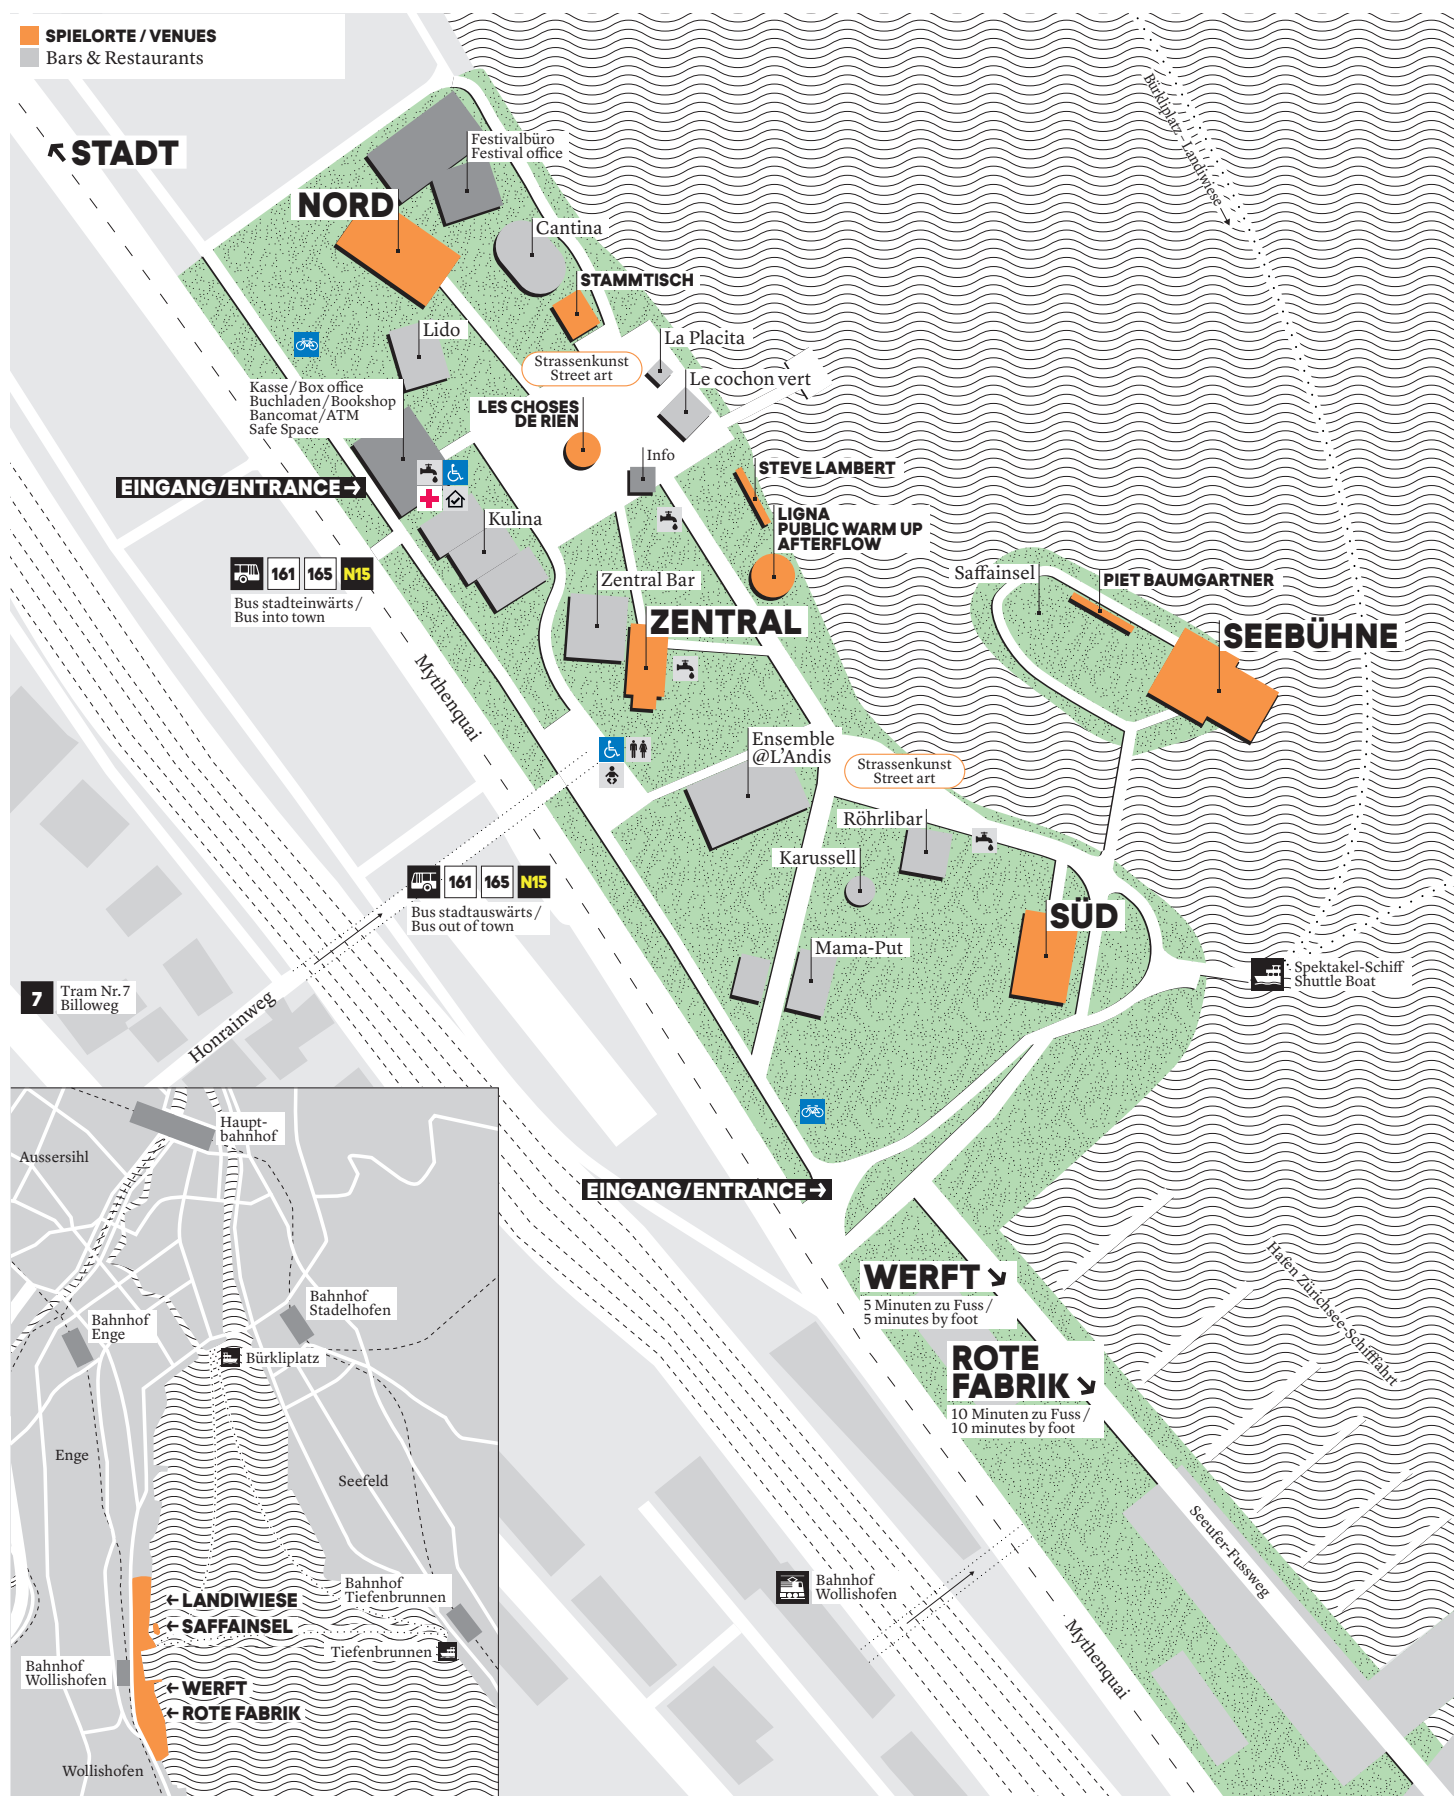 SPIELORTE / VENUES
Bars & Restaurants
STADT
Festivalbüro
Festival office
NORD
Cantina
STAMMTISCH
Lido
La Placita
Strassenkunst
Street art
Le cochon vert
Kasse/Box office
Buchladen/Bookshop
Bancomat/ATM
Safe Space
LES CHOSES
DE RIEN
Info
STEVE LAMBERT
EINGANG/ENTRANCE→
Kulina
LIGNA
PUBLIC WARM UP
AFTERFLOW
161 165 N15
Bus stadteinwärts/
Bus into town
Zentral Bar
ZENTRAL
Saffainsel
PIET BAUMGARTNER
SEEBÜHNE
Bürkliplatz – Landiwiese
Mythenquai
Ensemble
@L'Andis
Strassenkunst
Street art
Röhrlibar
Karussell
161 165 N15
Bus stadtauswärts/
Bus out of town
SÜD
Mama-Put
Spektakel-Schiff
Shuttle Boat
7
Tram Nr. 7
Billoweg
Honrainweg
EINGANG/ENTRANCE→
WERFT
5 Minuten zu Fuss/
5 minutes by foot
ROTE
FABRIK
10 Minuten zu Fuss/
10 minutes by foot
Hafen Zürichsee-Schifffahrt
Seeufer-Fussweg
Bahnhof
Wollishofen
Mythenquai
Haupt-
bahnhof
Aussersihl
Bahnhof
Stadelhofen
Bahnhof
Enge
Bürkliplatz
Enge
Seefeld
Bahnhof
Tiefenbrunnen
← LANDIWIESE
← SAFFAINSEL
Tiefenbrunnen
Bahnhof
Wollishofen
← WERFT
← ROTE FABRIK
Wollishofen